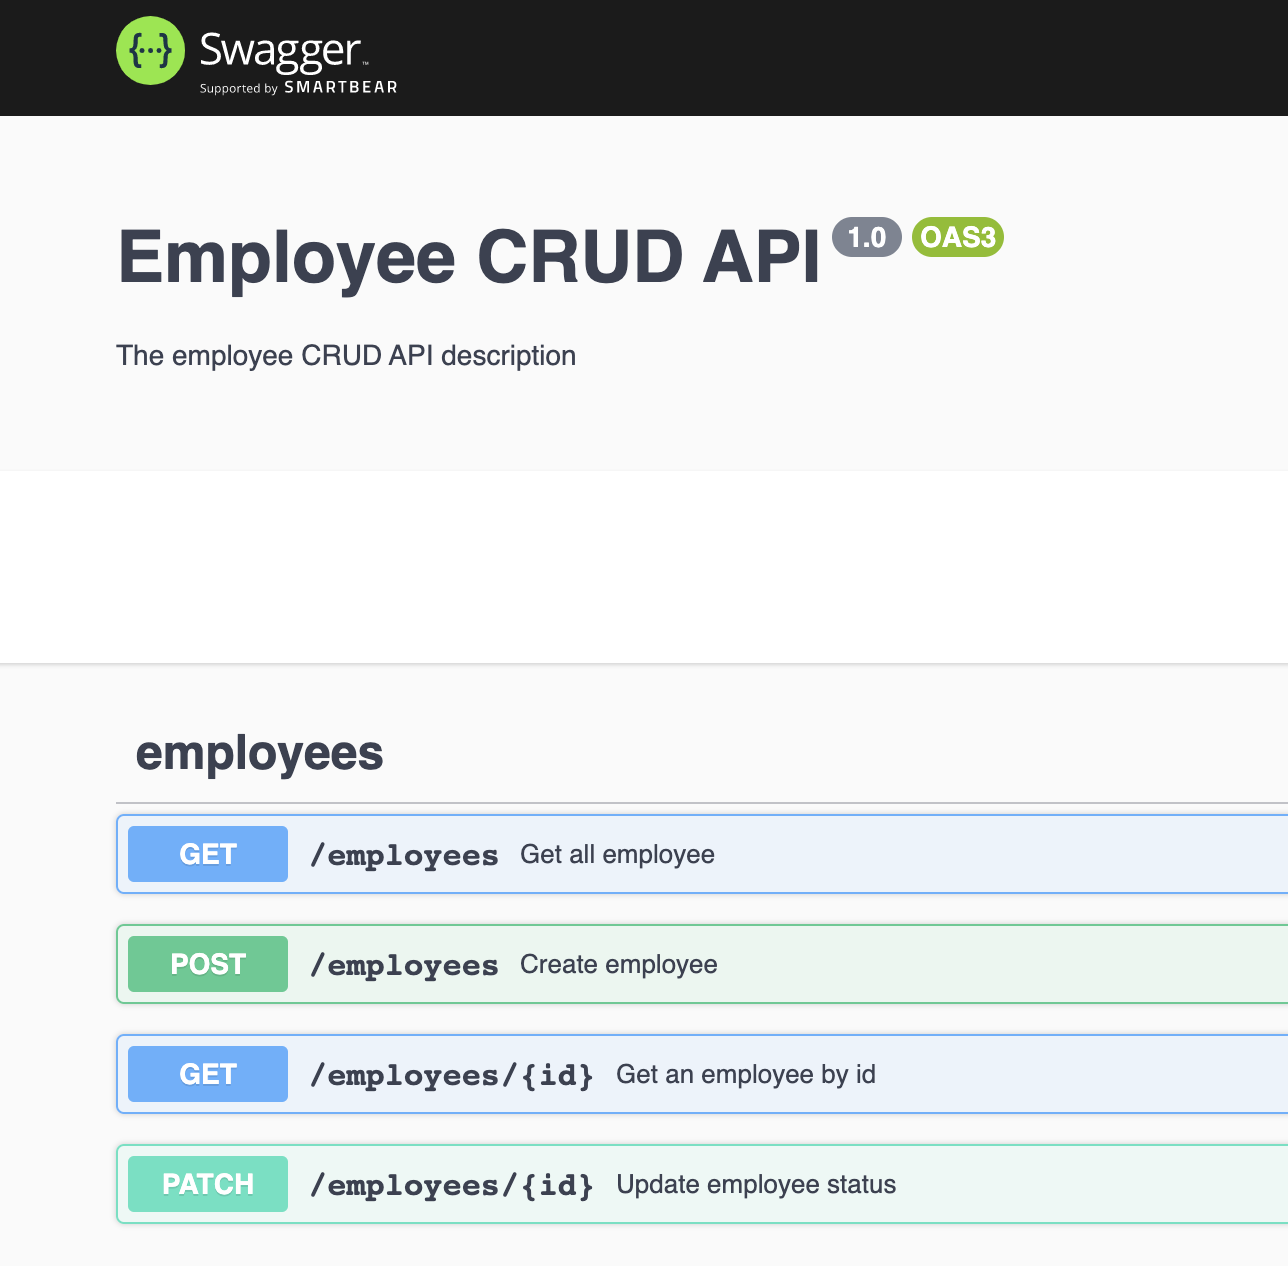 {···} Swagger™
Supported by SMARTBEAR
Employee CRUD API 1.0 OAS3
The employee CRUD API description
employees
GET /employees Get all employee
POST /employees Create employee
GET /employees/{id} Get an employee by id
PATCH /employees/{id} Update employee status